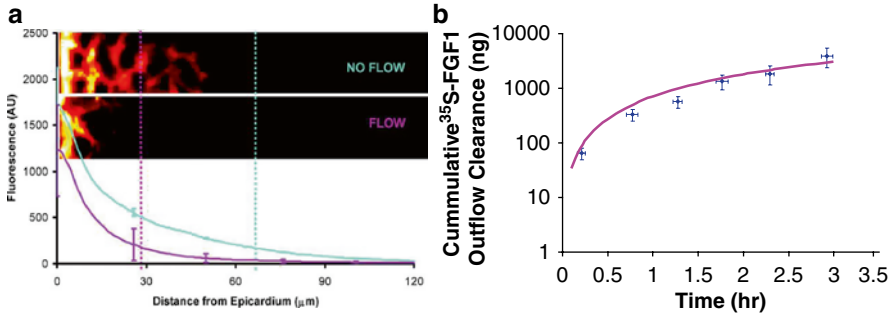 a
2500
2000
1500
1000
500
0
Fluorescence (AU)
NO FLOW
FLOW
0 30 60 90 120
Distance from Epicardium (μm)
b
10000
1000
100
10
1
Cummulative³⁵S-FGF1
Outflow Clearance (ng)
0 0.5 1 1.5 2 2.5 3 3.5
Time (hr)